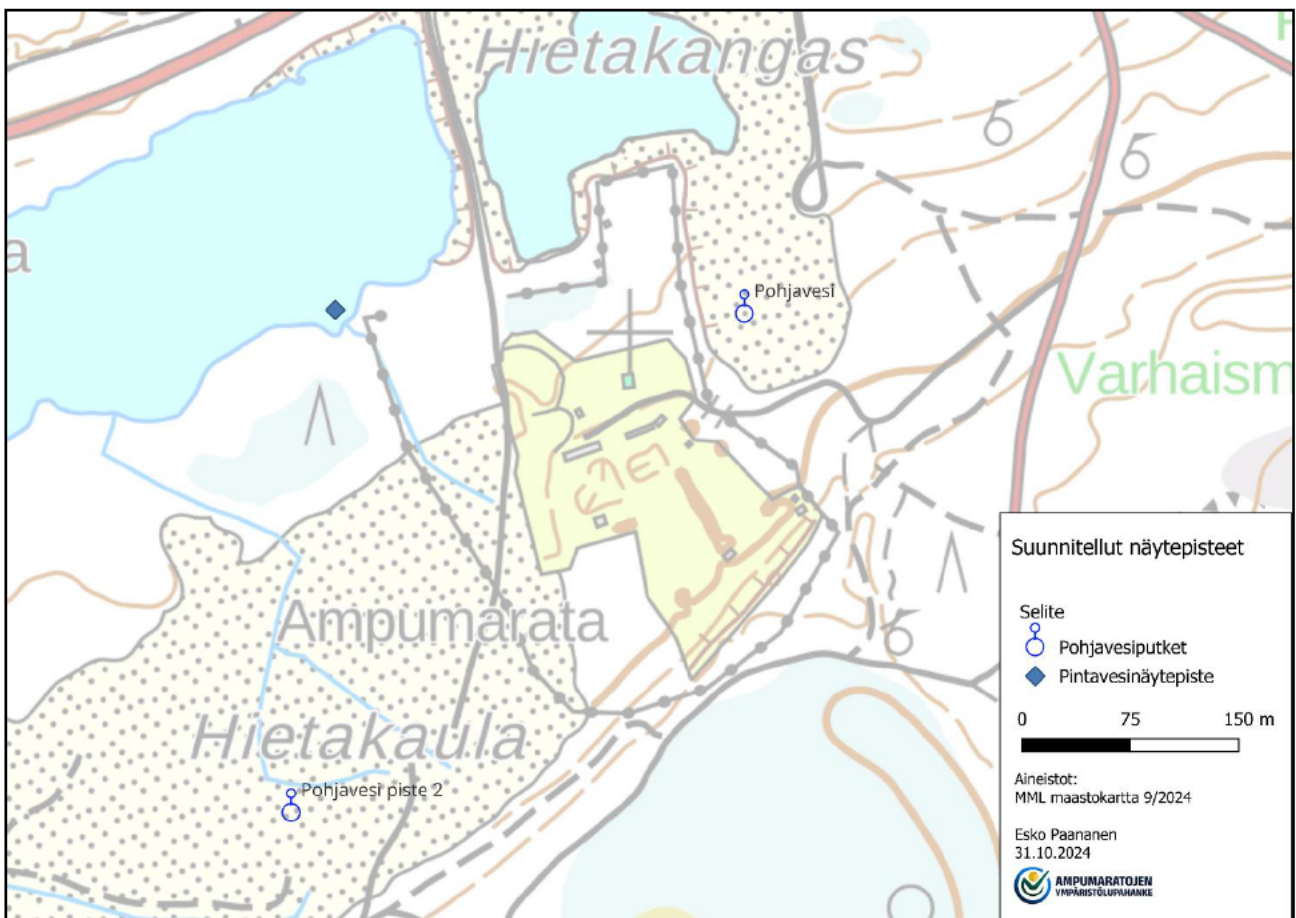 Hietakangas
a
Pohjavesi
Varhaism
Ampumarata
Hietakaula
Pohjavesi piste 2
Suunnitellut näytepisteet
Selite
Pohjavesiputket
Pintavesinäytepiste
0 75 150 m
Aineistot:
MML maastokartta 9/2024
Esko Paananen
31.10.2024
AMPUMARATOJEN
YMPÄRISTÖLUPAHANKE